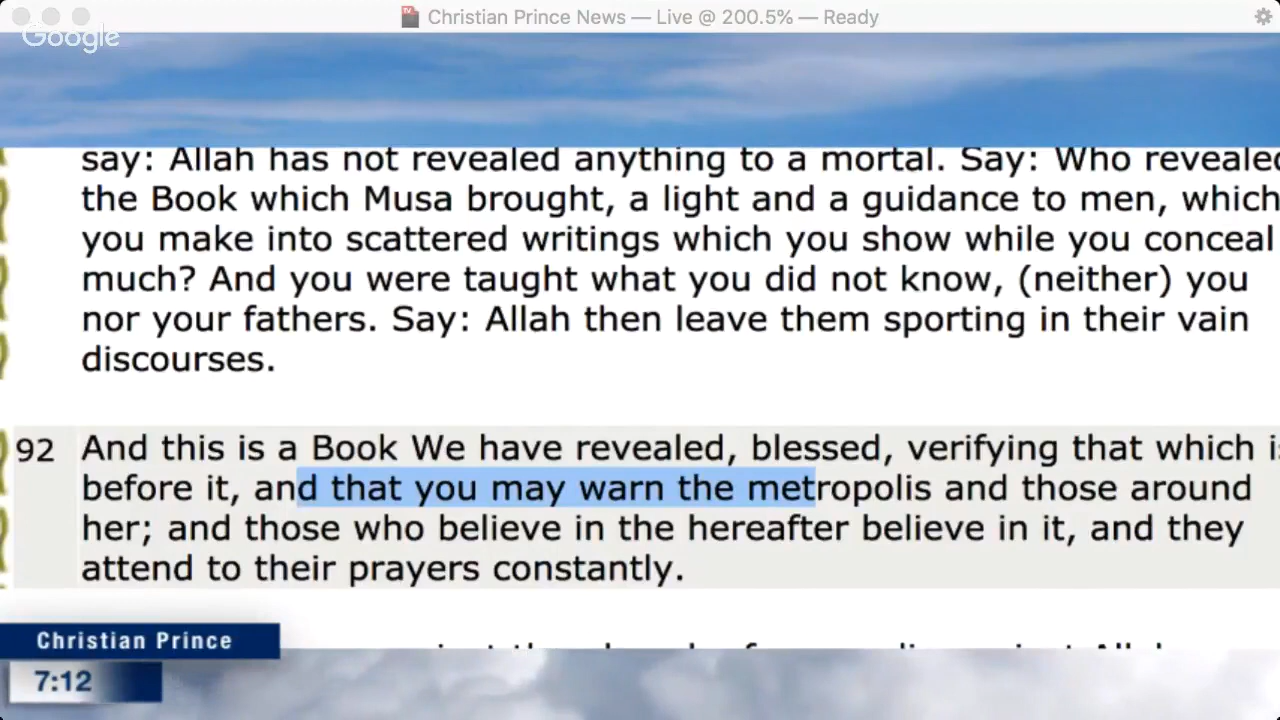 Christian Prince News — Live @ 200.5% — Ready
Google
say: Allah has not revealed anything to a mortal. Say: Who revealed
the Book which Musa brought, a light and a guidance to men, which
you make into scattered writings which you show while you conceal
much? And you were taught what you did not know, (neither) you
nor your fathers. Say: Allah then leave them sporting in their vain
discourses.
92 And this is a Book We have revealed, blessed, verifying that which is
before it, and that you may warn the metropolis and those around
her; and those who believe in the hereafter believe in it, and they
attend to their prayers constantly.
Christian Prince
7:12